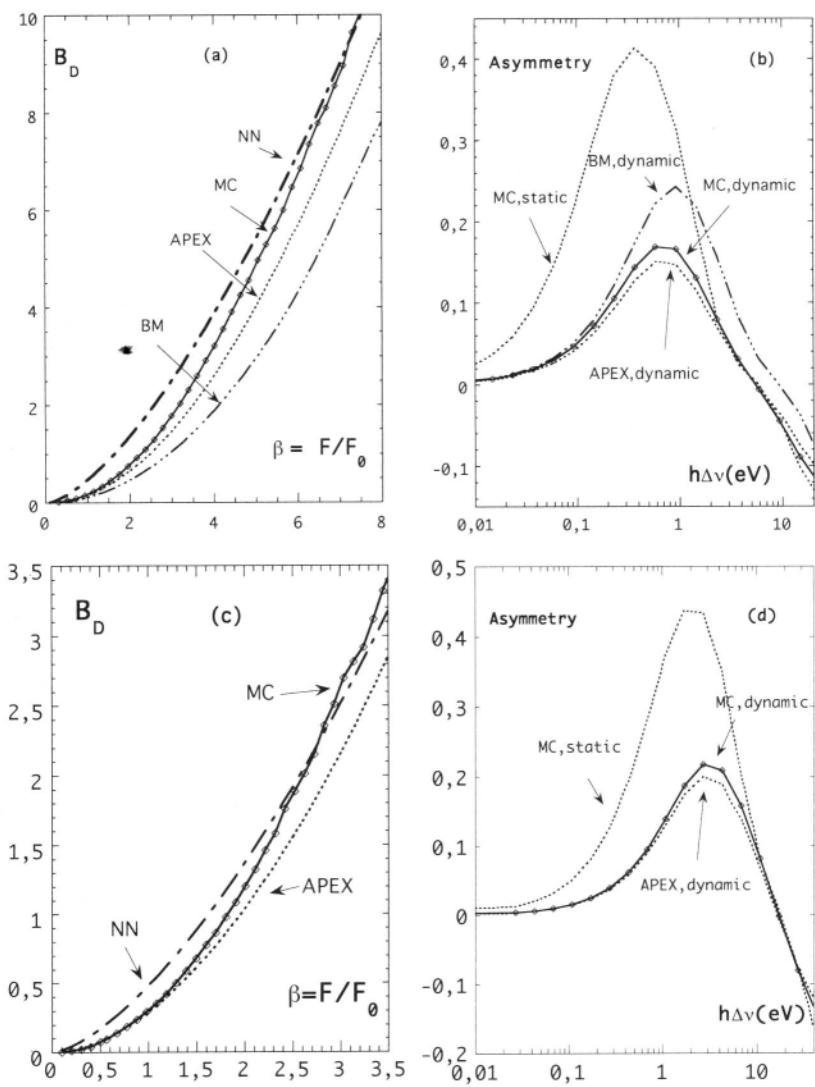 10
8
6
4
2
0
B_D
(a)
NN
MC
APEX
BM
β = F/F_0
0
2
4
6
8
0,4
0,3
0,2
0,1
0
-0,1
Asymmetry
(b)
BM,dynamic
MC,static
MC,dynamic
APEX,dynamic
hΔν(eV)
0,01
0,1
1
10
3,5
3
2,5
2
1,5
1
0,5
0
B_D
(c)
MC
APEX
NN
β=F/F_0
0
0,5
1
1,5
2
2,5
3
3,5
0,5
0,4
0,3
0,2
0,1
0
-0,1
-0,2
Asymmetry
(d)
MC,dynamic
MC,static
APEX,dynamic
hΔν(eV)
0,01
0,1
1
10